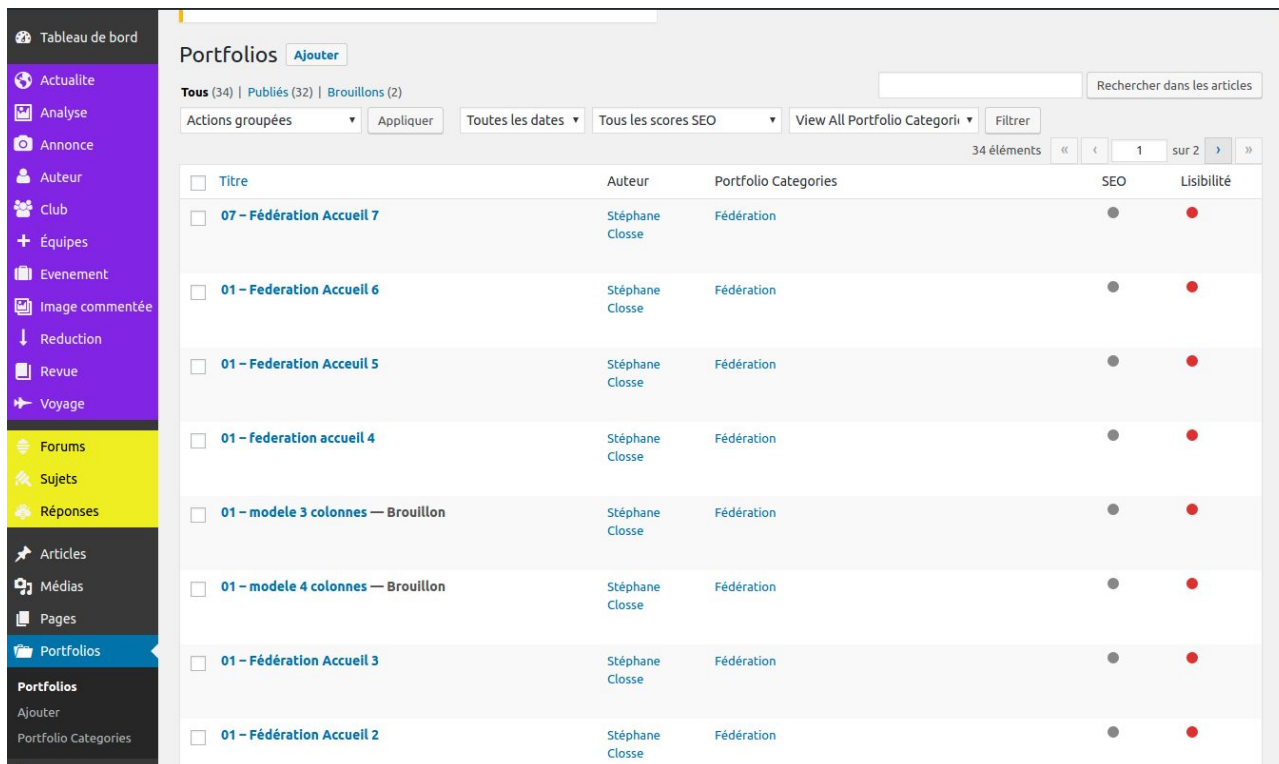 Tableau de bord
Actualite
Analyse
Annonce
Auteur
Club
Équipes
Evenement
Image commentée
Reduction
Revue
Voyage
Forums
Sujets
Réponses
Articles
Médias
Pages
Portfolios
Portfolios
Ajouter
Portfolio Categories
Portfolios Ajouter
Tous (34) | Publiés (32) | Brouillons (2)
Rechercher dans les articles
Actions groupées Appliquer Toutes les dates Tous les scores SEO View All Portfolio Categori Filtrer
34 éléments « ‹ 1 sur 2 › »
Titre Auteur Portfolio Categories SEO Lisibilité
07 – Fédération Accueil 7 Stéphane Fédération
Closse
01 – Federation Accueil 6 Stéphane Fédération
Closse
01 – Federation Acceuil 5 Stéphane Fédération
Closse
01 – federation accueil 4 Stéphane Fédération
Closse
01 – modele 3 colonnes — Brouillon Stéphane Fédération
Closse
01 – modele 4 colonnes — Brouillon Stéphane Fédération
Closse
01 – Fédération Accueil 3 Stéphane Fédération
Closse
01 – Fédération Accueil 2 Stéphane Fédération
Closse